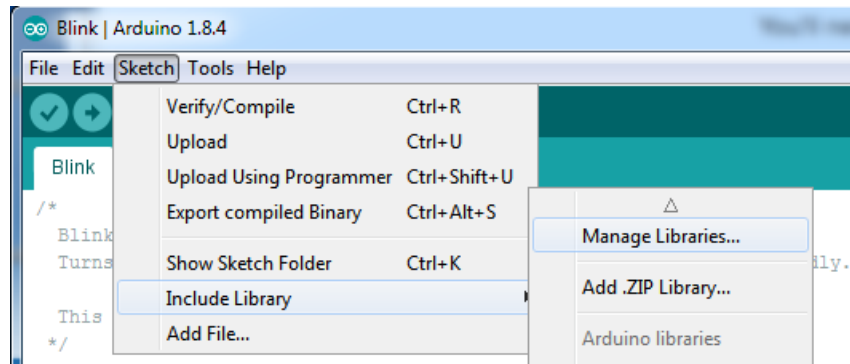 Blink | Arduino 1.8.4
File Edit Sketch Tools Help
Verify/Compile Ctrl+R
Upload Ctrl+U
Blink
Upload Using Programmer Ctrl+Shift+U
/*
Export compiled Binary Ctrl+Alt+S
Blink
Manage Libraries...
Turns
Show Sketch Folder Ctrl+K
dly.
Include Library
Add .ZIP Library...
This
Add File...
Arduino libraries
*/